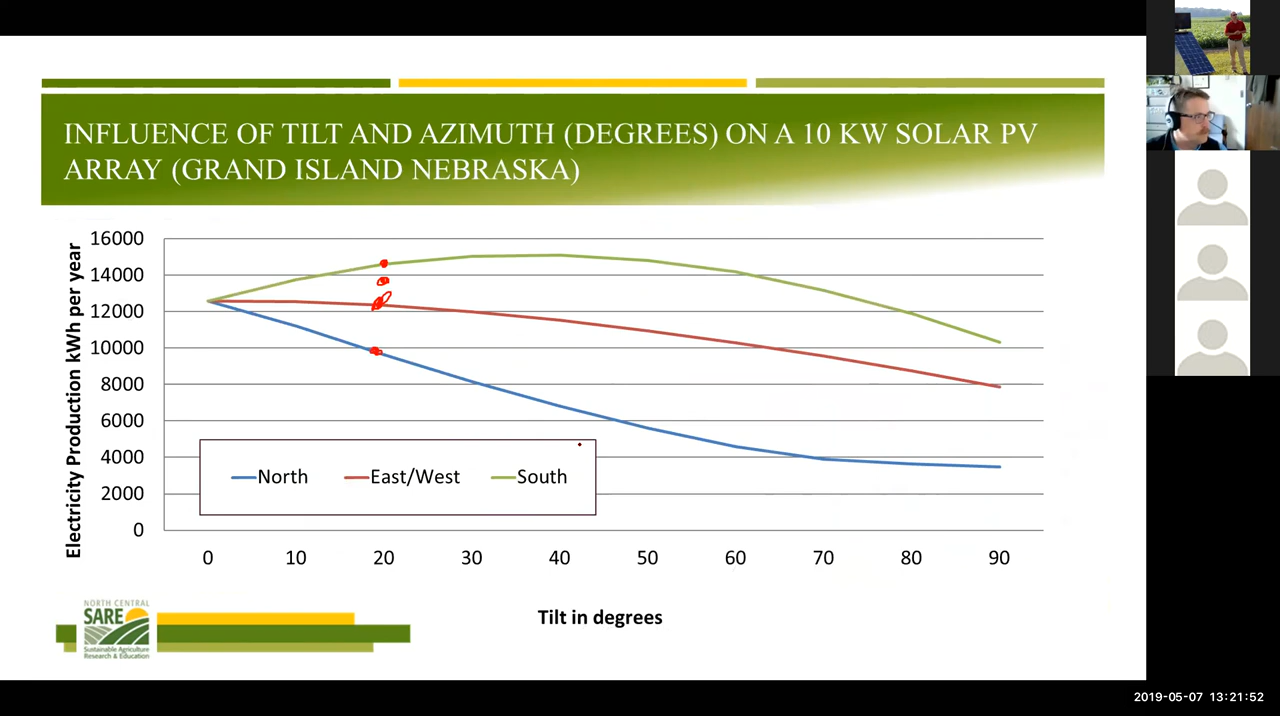 INFLUENCE OF TILT AND AZIMUTH (DEGREES) ON A 10 KW SOLAR PV
ARRAY (GRAND ISLAND NEBRASKA)
Electricity Production kWh per year
16000
14000
12000
10000
8000
6000
4000
2000
0
North East/West South
0 10 20 30 40 50 60 70 80 90
Tilt in degrees
NORTH CENTRAL
SARE
Sustainable Agriculture
Research & Education
2019-05-07 13:21:52